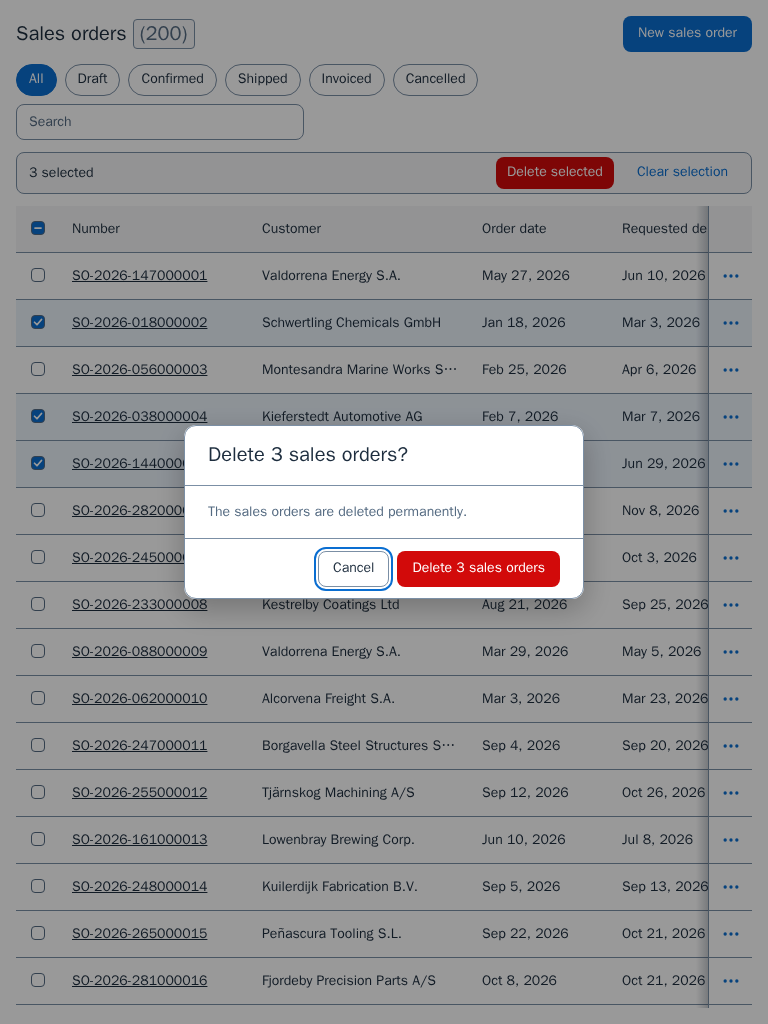 Sales orders (200)
New sales order
All
Draft
Confirmed
Shipped
Invoiced
Cancelled
Search
3 selected
Delete selected
Clear selection
Number Customer Order date Requested de
SO-2026-147000001 Valdorrena Energy S.A. May 27, 2026 Jun 10, 2026
SO-2026-018000002 Schwertling Chemicals GmbH Jan 18, 2026 Mar 3, 2026
SO-2026-056000003 Montesandra Marine Works S··· Feb 25, 2026 Apr 6, 2026
SO-2026-038000004 Kieferstedt Automotive AG Feb 7, 2026 Mar 7, 2026
SO-2026-14400 Jun 29, 2026
SO-2026-28200 Nov 8, 2026
SO-2026-24500 Oct 3, 2026
Delete 3 sales orders?
The sales orders are deleted permanently.
Cancel
Delete 3 sales orders
SO-2026-233000008 Kestrelby Coatings Ltd Aug 21, 2026 Sep 25, 2026
SO-2026-088000009 Valdorrena Energy S.A. Mar 29, 2026 May 5, 2026
SO-2026-062000010 Alcorvena Freight S.A. Mar 3, 2026 Mar 23, 2026
SO-2026-247000011 Borgavella Steel Structures S··· Sep 4, 2026 Sep 20, 2026
SO-2026-255000012 Tjärnskog Machining A/S Sep 12, 2026 Oct 26, 2026
SO-2026-161000013 Lowenbray Brewing Corp. Jun 10, 2026 Jul 8, 2026
SO-2026-248000014 Kuilerdijk Fabrication B.V. Sep 5, 2026 Sep 13, 2026
SO-2026-265000015 Peñascura Tooling S.L. Sep 22, 2026 Oct 21, 2026
SO-2026-281000016 Fjordeby Precision Parts A/S Oct 8, 2026 Oct 21, 2026